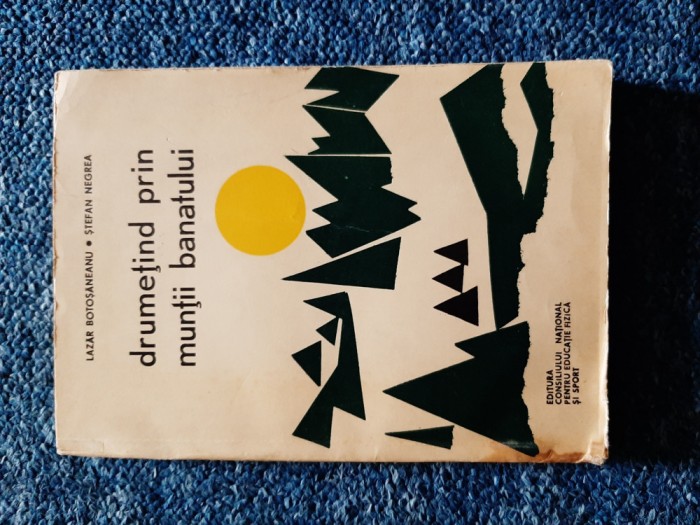 LAZĂR BOTOȘĂNEANU • ȘTEFAN NEGREA
drumețind prin
munții banatului
EDITURA
CONSILIULUI NAȚIONAL
PENTRU EDUCAȚIE FIZICĂ
ȘI SPORT